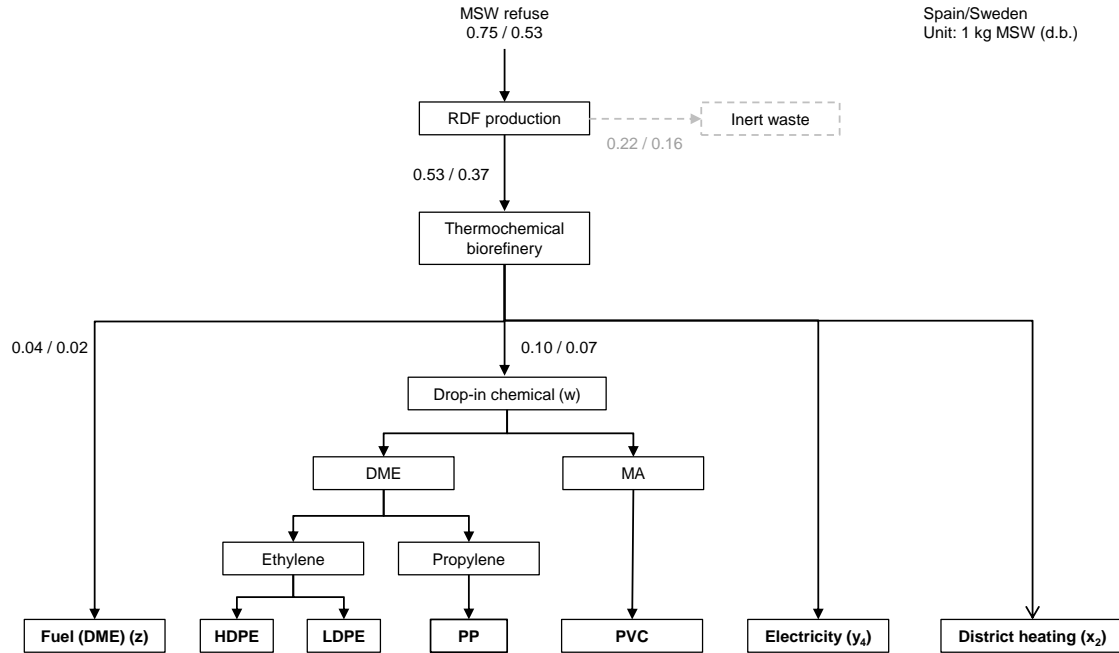 MSW refuse
0.75 / 0.53
Spain/Sweden
Unit: 1 kg MSW (d.b.)
RDF production
Inert waste
0.22 / 0.16
0.53 / 0.37
Thermochemical
biorefinery
0.04 / 0.02
0.10 / 0.07
Drop-in chemical (w)
DME
MA
Ethylene
Propylene
Fuel (DME) (z)
HDPE
LDPE
PP
PVC
Electricity (y₄)
District heating (x₂)